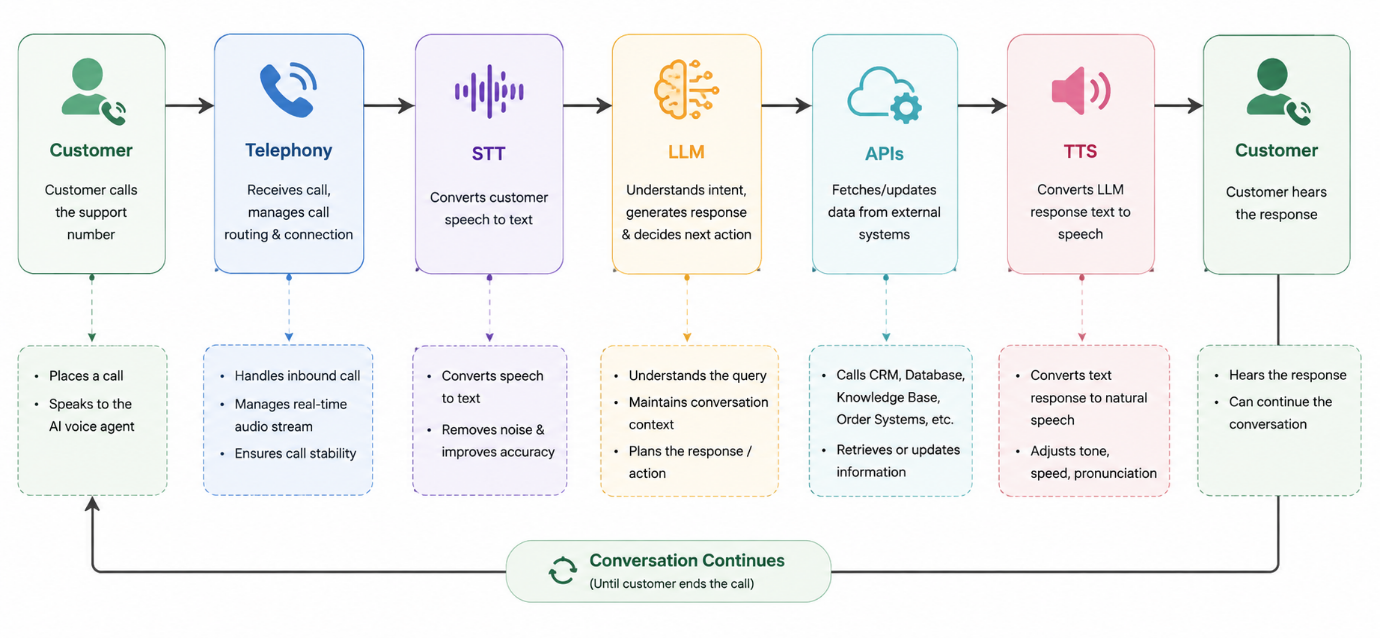 Customer
Customer calls
the support
number
Telephony
Receives call,
manages call
routing & connection
STT
Converts customer
speech to text
LLM
Understands intent,
generates response
& decides next action
APIs
Fetches/updates
data from external
systems
TTS
Converts LLM
response text to
speech
Customer
Customer hears
the response
• Places a call
• Speaks to the
AI voice agent
• Handles inbound call
• Manages real-time
audio stream
• Ensures call stability
• Converts speech
to text
• Removes noise &
improves accuracy
• Understands the query
• Maintains conversation
context
• Plans the response /
action
• Calls CRM, Database,
Knowledge Base,
Order Systems, etc.
• Retrieves or updates
information
• Converts text
response to natural
speech
• Adjusts tone,
speed, pronunciation
• Hears the response
• Can continue the
conversation
Conversation Continues
(Until customer ends the call)